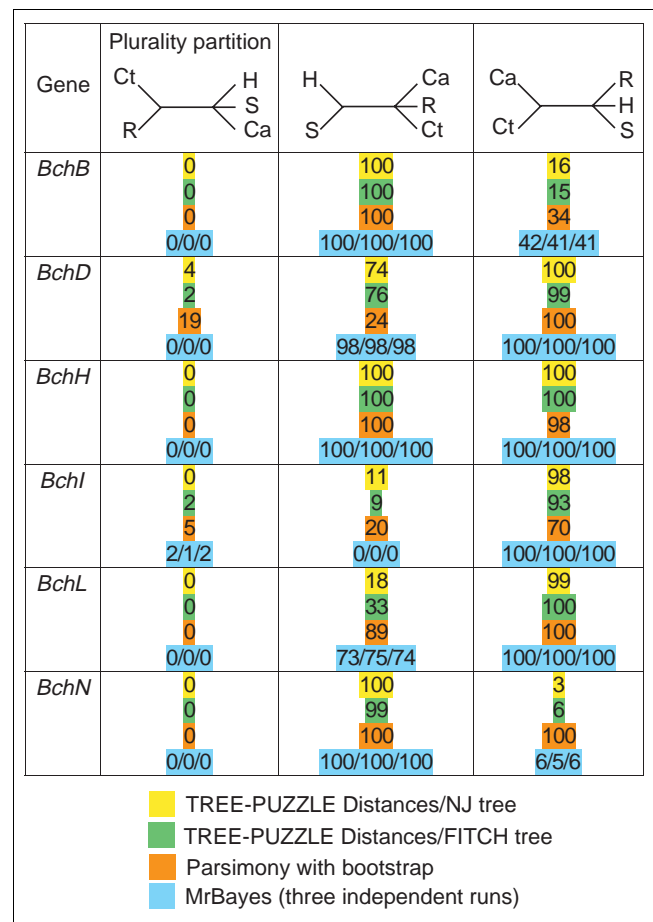 Plurality partition
Gene
Ct H S R Ca
H Ca R S Ct
Ca R H Ct S
BchB 0 100 16
0 100 15
0 100 34
0/0/0 100/100/100 42/41/41
BchD 4 74 100
2 76 99
19 24 100
0/0/0 98/98/98 100/100/100
BchH 0 100 100
0 100 100
0 100 98
0/0/0 100/100/100 100/100/100
BchI 0 11 98
2 9 93
5 20 70
2/1/2 0/0/0 100/100/100
BchL 0 18 99
0 33 100
0 89 100
0/0/0 73/75/74 100/100/100
BchN 0 100 3
0 99 6
0 100 100
0/0/0 100/100/100 6/5/6
TREE-PUZZLE Distances/NJ tree
TREE-PUZZLE Distances/FITCH tree
Parsimony with bootstrap
MrBayes (three independent runs)